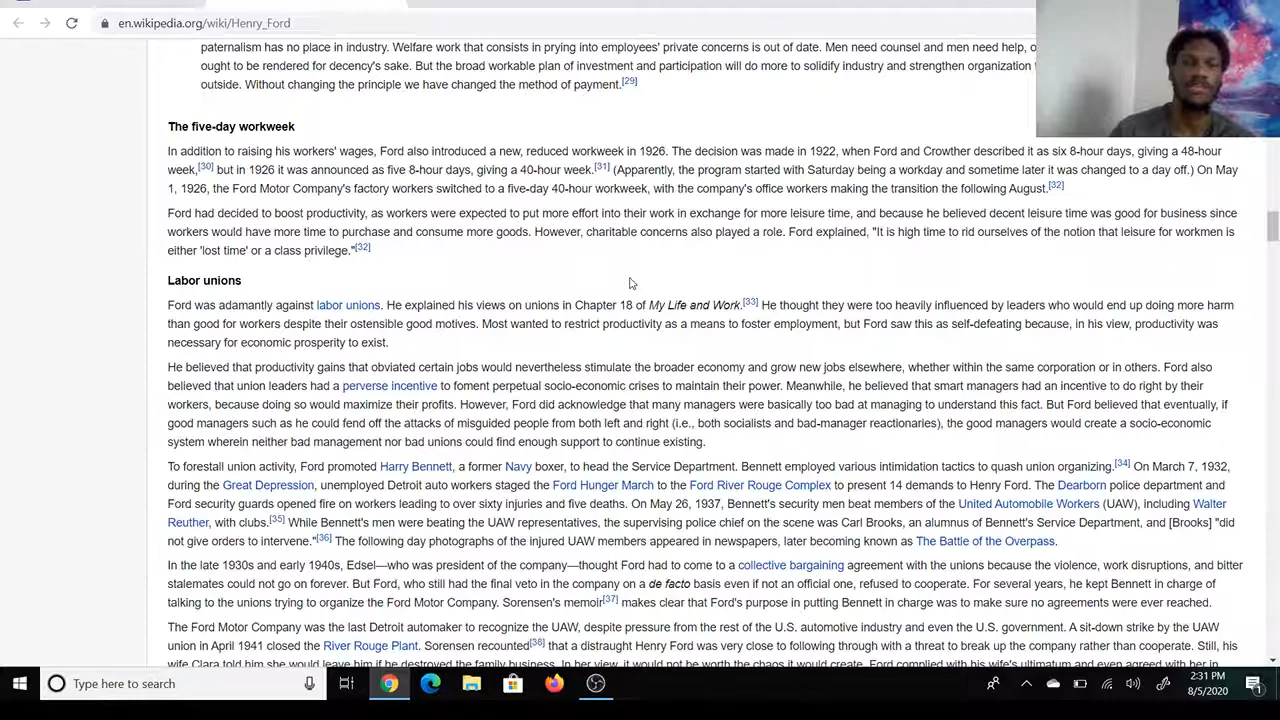 en.wikipedia.org/wiki/Henry_Ford
paternalism has no place in industry. Welfare work that consists in prying into employees' private concerns is out of date. Men need counsel and men need help, o
ought to be rendered for decency's sake. But the broad workable plan of investment and participation will do more to solidify industry and strengthen organization
outside. Without changing the principle we have changed the method of payment.[29]
The five-day workweek
In addition to raising his workers' wages, Ford also introduced a new, reduced workweek in 1926. The decision was made in 1922, when Ford and Crowther described it as six 8-hour days, giving a 48-hour
week,[30] but in 1926 it was announced as five 8-hour days, giving a 40-hour week.[31] (Apparently, the program started with Saturday being a workday and sometime later it was changed to a day off.) On May
1, 1926, the Ford Motor Company's factory workers switched to a five-day 40-hour workweek, with the company's office workers making the transition the following August.[32]
Ford had decided to boost productivity, as workers were expected to put more effort into their work in exchange for more leisure time, and because he believed decent leisure time was good for business since
workers would have more time to purchase and consume more goods. However, charitable concerns also played a role. Ford explained, "It is high time to rid ourselves of the notion that leisure for workmen is
either 'lost time' or a class privilege."[32]
Labor unions
Ford was adamantly against labor unions. He explained his views on unions in Chapter 18 of My Life and Work.[33] He thought they were too heavily influenced by leaders who would end up doing more harm
than good for workers despite their ostensible good motives. Most wanted to restrict productivity as a means to foster employment, but Ford saw this as self-defeating because, in his view, productivity was
necessary for economic prosperity to exist.
He believed that productivity gains that obviated certain jobs would nevertheless stimulate the broader economy and grow new jobs elsewhere, whether within the same corporation or in others. Ford also
believed that union leaders had a perverse incentive to foment perpetual socio-economic crises to maintain their power. Meanwhile, he believed that smart managers had an incentive to do right by their
workers, because doing so would maximize their profits. However, Ford did acknowledge that many managers were basically too bad at managing to understand this fact. But Ford believed that eventually, if
good managers such as he could fend off the attacks of misguided people from both left and right (i.e., both socialists and bad-manager reactionaries), the good managers would create a socio-economic
system wherein neither bad management nor bad unions could find enough support to continue existing.
To forestall union activity, Ford promoted Harry Bennett, a former Navy boxer, to head the Service Department. Bennett employed various intimidation tactics to quash union organizing.[34] On March 7, 1932,
during the Great Depression, unemployed Detroit auto workers staged the Ford Hunger March to the Ford River Rouge Complex to present 14 demands to Henry Ford. The Dearborn police department and
Ford security guards opened fire on workers leading to over sixty injuries and five deaths. On May 26, 1937, Bennett's security men beat members of the United Automobile Workers (UAW), including Walter
Reuther, with clubs.[35] While Bennett's men were beating the UAW representatives, the supervising police chief on the scene was Carl Brooks, an alumnus of Bennett's Service Department, and [Brooks] "did
not give orders to intervene."[36] The following day photographs of the injured UAW members appeared in newspapers, later becoming known as The Battle of the Overpass.
In the late 1930s and early 1940s, Edsel—who was president of the company—thought Ford had to come to a collective bargaining agreement with the unions because the violence, work disruptions, and bitter
stalemates could not go on forever. But Ford, who still had the final veto in the company on a de facto basis even if not an official one, refused to cooperate. For several years, he kept Bennett in charge of
talking to the unions trying to organize the Ford Motor Company. Sorensen's memoir[37] makes clear that Ford's purpose in putting Bennett in charge was to make sure no agreements were ever reached.
The Ford Motor Company was the last Detroit automaker to recognize the UAW, despite pressure from the rest of the U.S. automotive industry and even the U.S. government. A sit-down strike by the UAW
union in April 1941 closed the River Rouge Plant. Sorensen recounted[38] that a distraught Henry Ford was very close to following through with a threat to break up the company rather than cooperate. Still, his
wife Clara told him she would leave him if he destroyed the family business. In her view, it would not be worth the chaos it would create. Ford complied with his wife's ultimatum and even agreed with her in
Type here to search
2:31 PM
8/5/2020
1